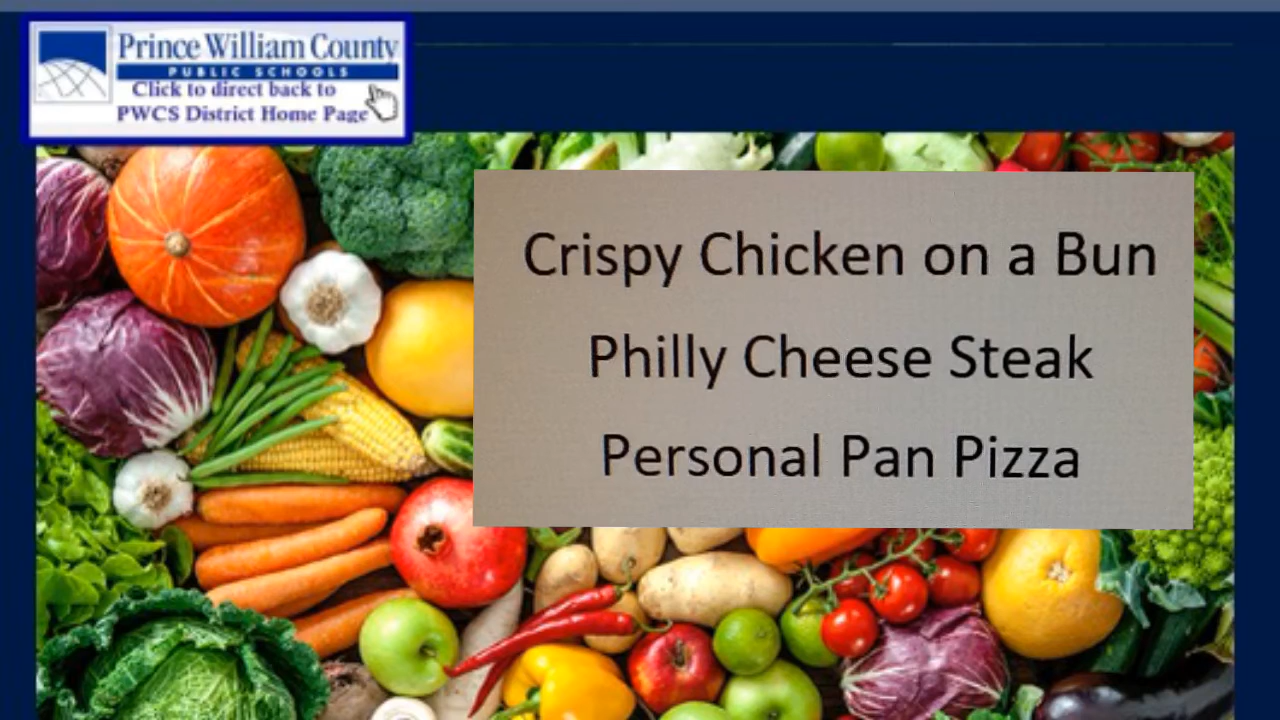 Prince William County
PUBLIC SCHOOLS
Click to direct back to
PWCS District Home Page
Crispy Chicken on a Bun
Philly Cheese Steak
Personal Pan Pizza